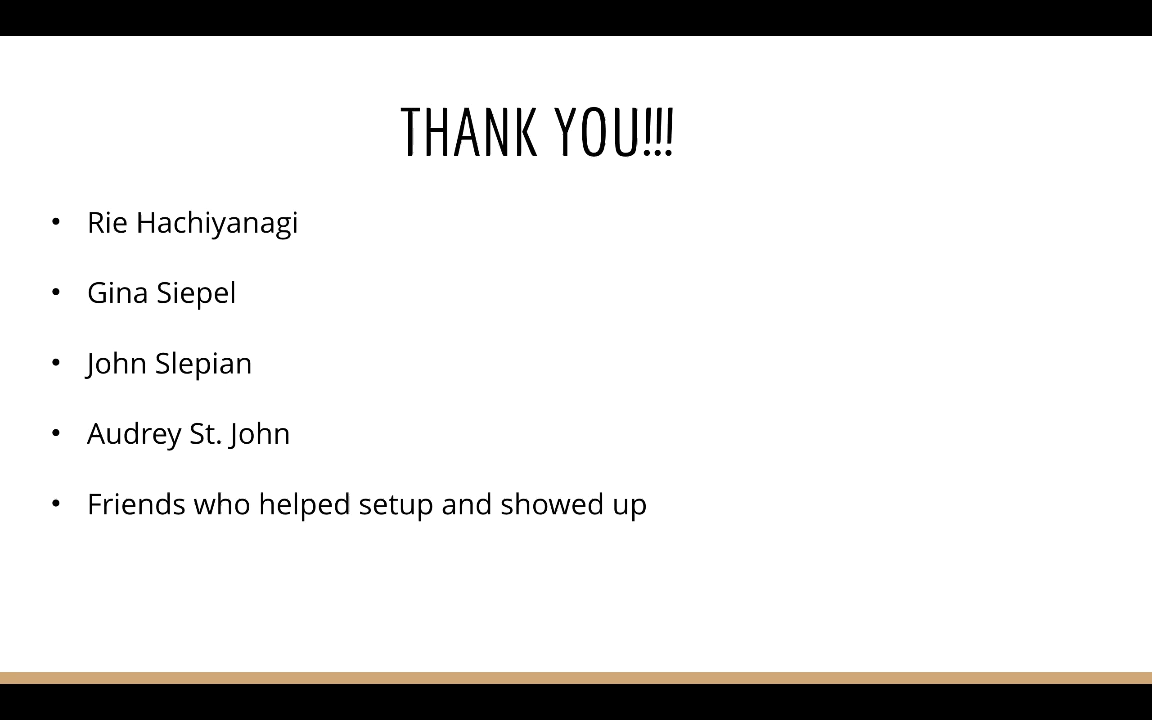 THANK YOU!!!
• Rie Hachiyanagi
• Gina Siepel
• John Slepian
• Audrey St. John
• Friends who helped setup and showed up